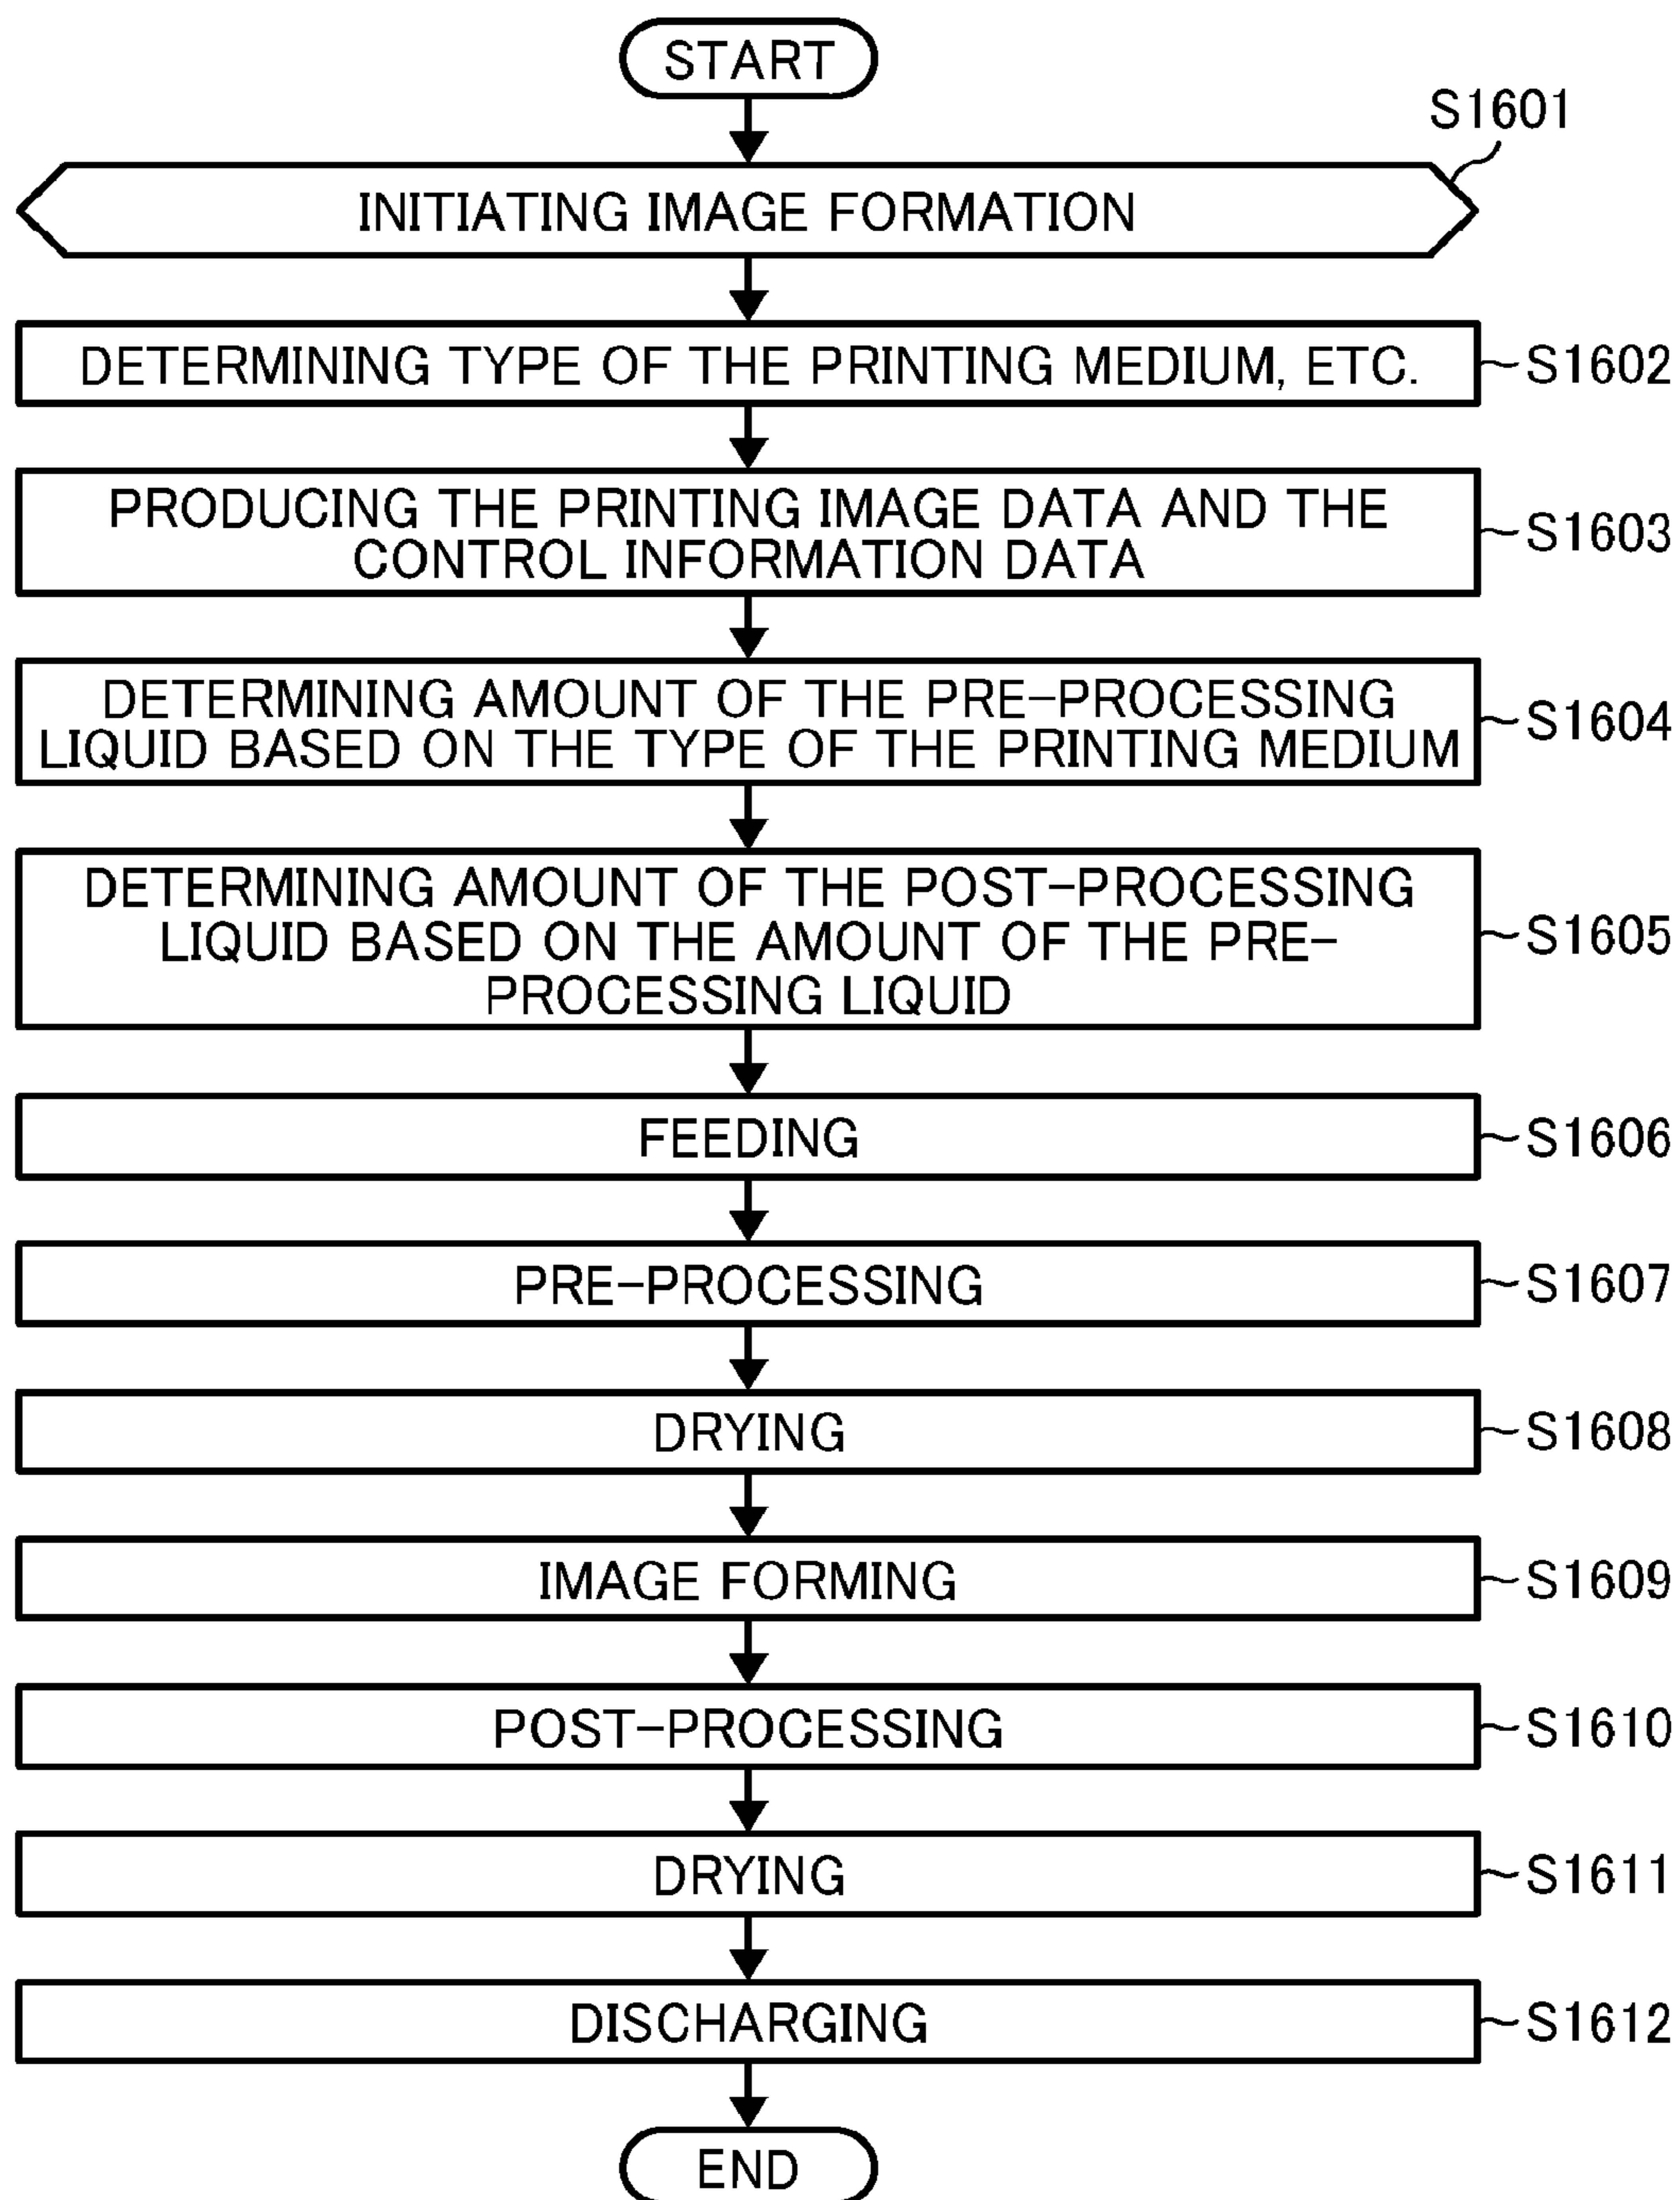 START
S1601
INITIATING IMAGE FORMATION
DETERMINING TYPE OF THE PRINTING MEDIUM, ETC.
S1602
PRODUCING THE PRINTING IMAGE DATA AND THE
CONTROL INFORMATION DATA
S1603
DETERMINING AMOUNT OF THE PRE-PROCESSING
LIQUID BASED ON THE TYPE OF THE PRINTING MEDIUM
S1604
DETERMINING AMOUNT OF THE POST-PROCESSING
LIQUID BASED ON THE AMOUNT OF THE PRE-
PROCESSING LIQUID
S1605
FEEDING
S1606
PRE-PROCESSING
S1607
DRYING
S1608
IMAGE FORMING
S1609
POST-PROCESSING
S1610
DRYING
S1611
DISCHARGING
S1612
END